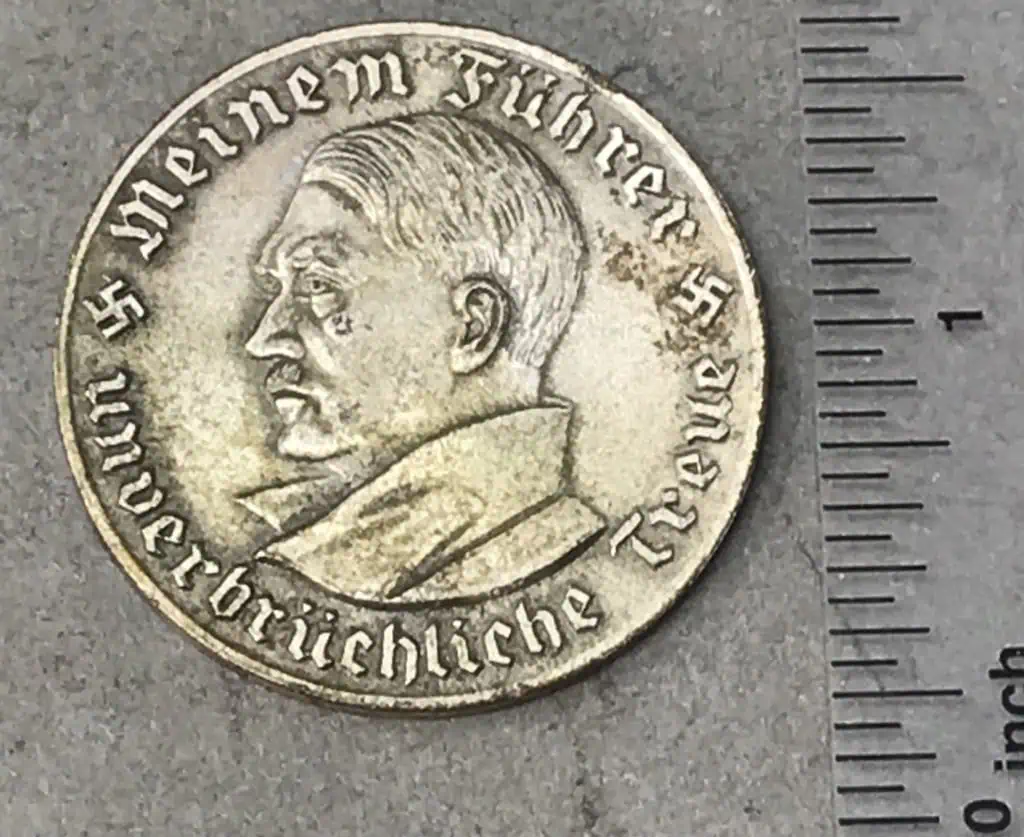 Meinem Führer
unverbrüchliche Treue
1
0 inch